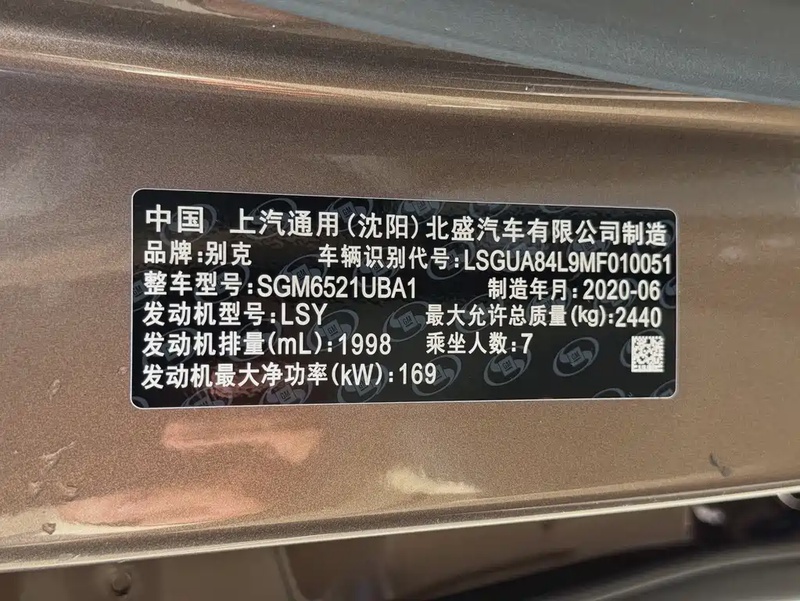 中国 上汽通用(沈阳)北盛汽车有限公司制造
品牌:别克 车辆识别代号:LSGUA84L9MF010051
整车型号:SGM6521UBA1 制造年月:2020-06
发动机型号:LSY 最大允许总质量(kg):2440
发动机排量(mL):1998 乘坐人数:7
发动机最大净功率(kW):169